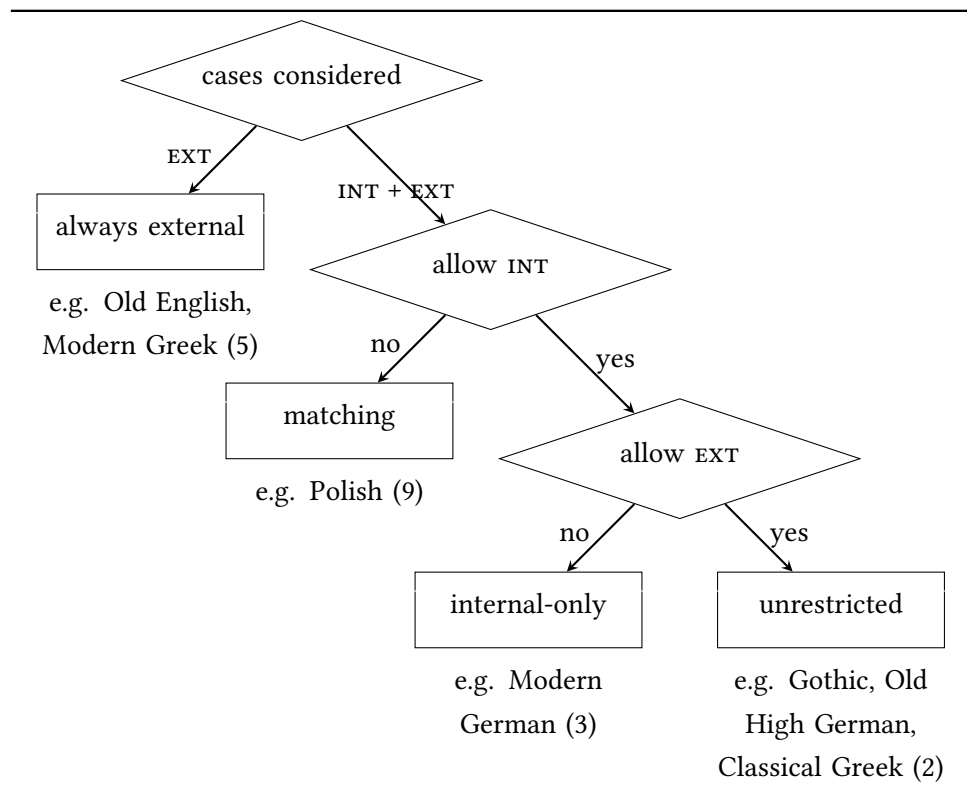 cases considered
EXT
INT + EXT
always external
allow INT
e.g. Old English,
Modern Greek (5)
no
yes
matching
allow EXT
e.g. Polish (9)
no
yes
internal-only
unrestricted
e.g. Modern
German (3)
e.g. Gothic, Old
High German,
Classical Greek (2)